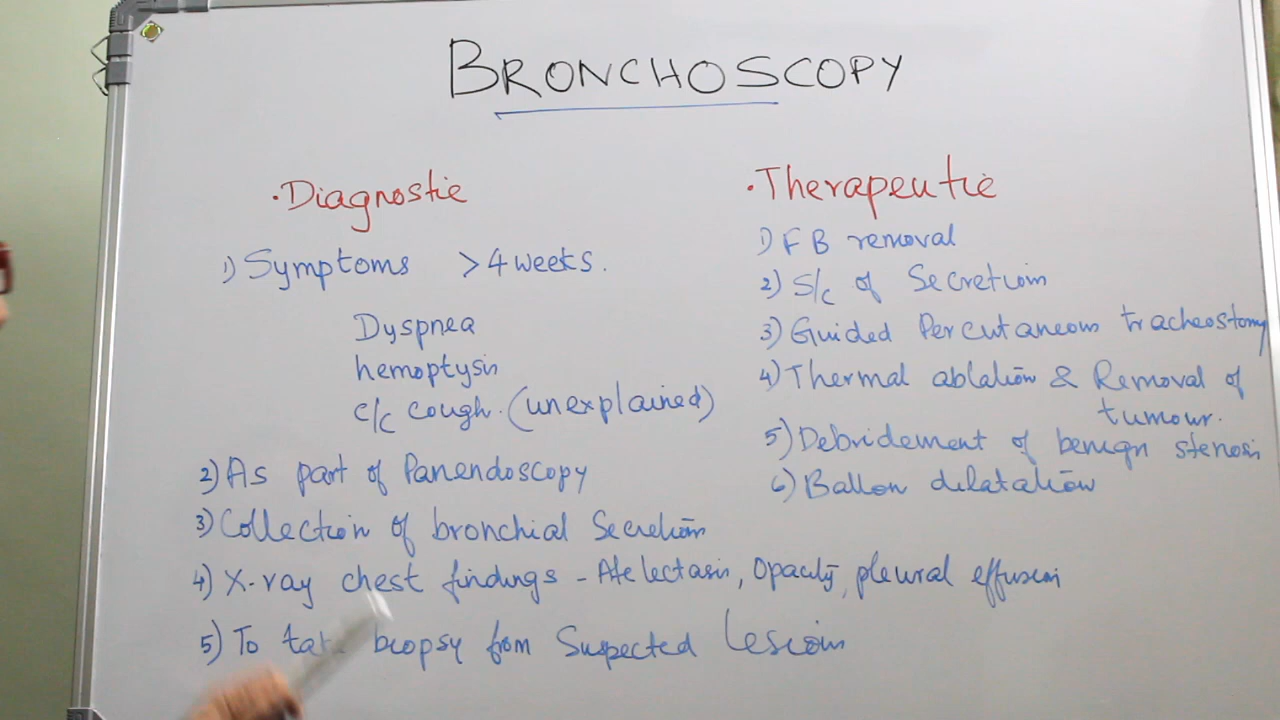 BRONCHOSCOPY
· Diagnostic
1) Symptoms >4 weeks.
Dyspnea
hemoptysis
c/c cough. (unexplained)
2) As part of Panendoscopy
3) Collection of bronchial Secretion
4) X-ray chest findings - Atelectasis, Opacity, pleural effusion
5) To biopsy from Suspected Lesion
· Therapeutic
1) FB removal
2) S/c of Secretions
3) Guided Percutaneous tracheostomy
4) Thermal ablation & Removal of
tumour.
5) Debridement of benign stenosis
6) Ballon dilatation